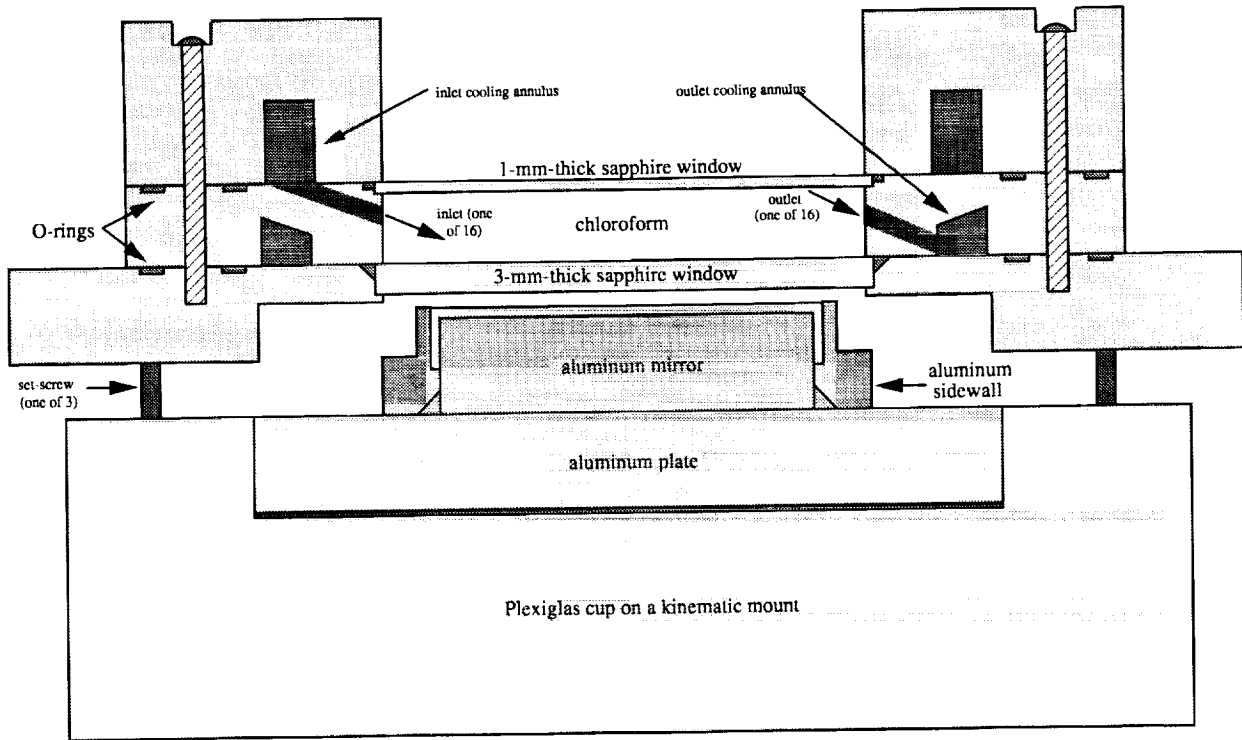 inlet cooling annulus
outlet cooling annulus
1-mm-thick sapphire window
O-rings
inlet (one
of 16)
chloroform
outlet
(one of 16)
3-mm-thick sapphire window
set-screw
(one of 3)
aluminum mirror
aluminum
sidewall
aluminum plate
Plexiglas cup on a kinematic mount